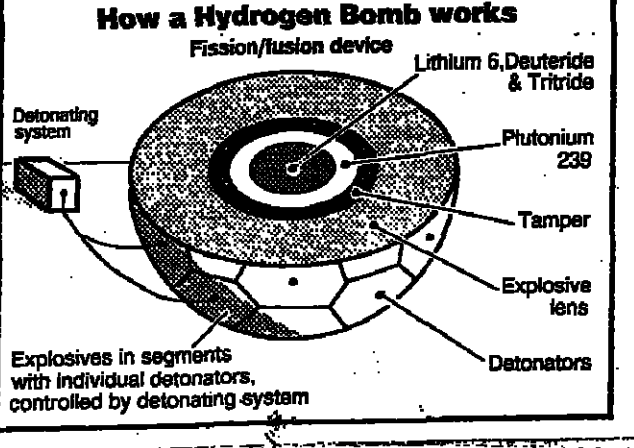 How a Hydrogen Bomb works
Fission/fusion device
Lithium 6,Deuteride
& Tritride
Detonating
system
Plutonium
239
Tamper
Explosive
lens
Detonators
Explosives in segments
with individual detonators,
controlled by detonating system